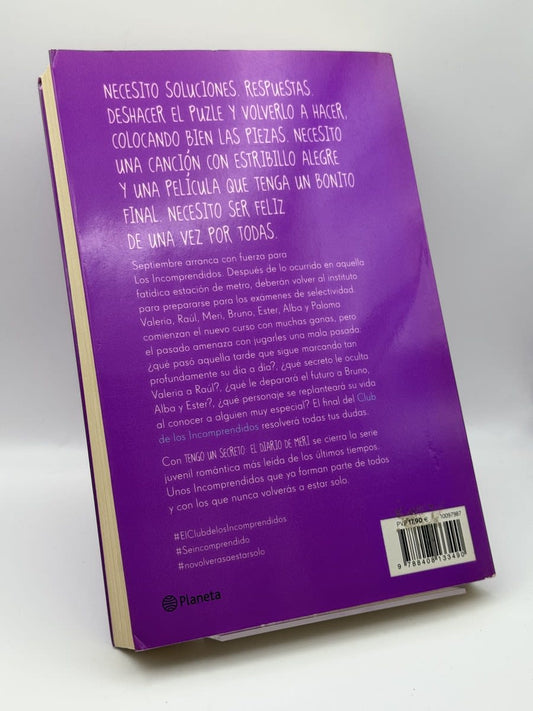 NECESITO SOLUCIONES. RESPUESTAS.
DESHACER EL PUZLE Y VOLVERLO A HACER,
COLOCANDO BIEN LAS PIEZAS. NECESITO
UNA CANCIÓN CON ESTRIBILLO ALEGRE
Y UNA PELÍCULA QUE TENGA UN BONITO
FINAL. NECESITO SER FELIZ
DE UNA VEZ POR TODAS.
Septiembre arranca con fuerza para
Los Incomprendidos. Después de lo ocurrido en aquella
fatídica estación de metro, deberán volver al instituto
para prepararse para los exámenes de selectividad.
Valeria, Raúl, Meri, Bruno, Ester, Alba y Paloma
comienzan el nuevo curso con muchas ganas, pero
el pasado amenaza con jugarles una mala pasada:
¿qué pasó aquella tarde que sigue marcando tan
profundamente su día a día?, ¿qué secreto le oculta
Valeria a Raúl?, ¿qué le deparará el futuro a Bruno,
Alba y Ester?, ¿qué personaje se replanteará su vida
al conocer a alguien muy especial? El final del Club
de los Incomprendidos resolverá todas tus dudas.
Con TENGO UN SECRETO: EL DIARIO DE MERI se cierra la serie
juvenil romántica más leída de los últimos tiempos.
Unos Incomprendidos que ya forman parte de todos
y con los que nunca volverás a estar solo.
#ElClubdelosIncomprendidos
#Seincomprendido
#novolverasaestarsolo
Planeta
PVP 17,90 € 10097987
9 788408 133490